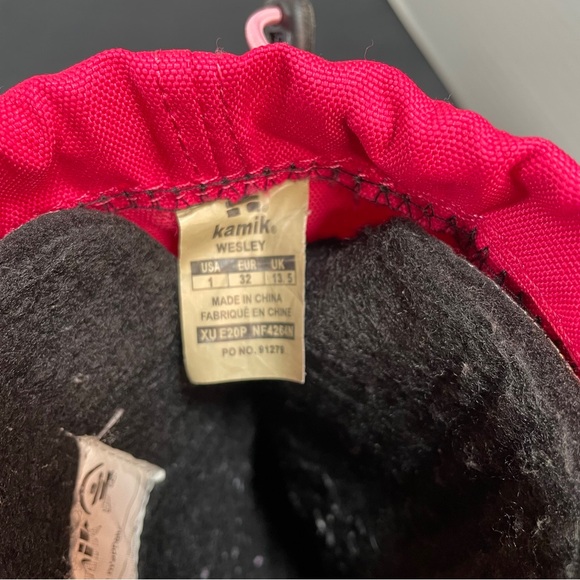 kamik®
WESLEY
USA EUR UK
1 32 13.5
MADE IN CHINA
FABRIQUÉ EN CHINE
XU E20P NF4284N
PO NO. 91279